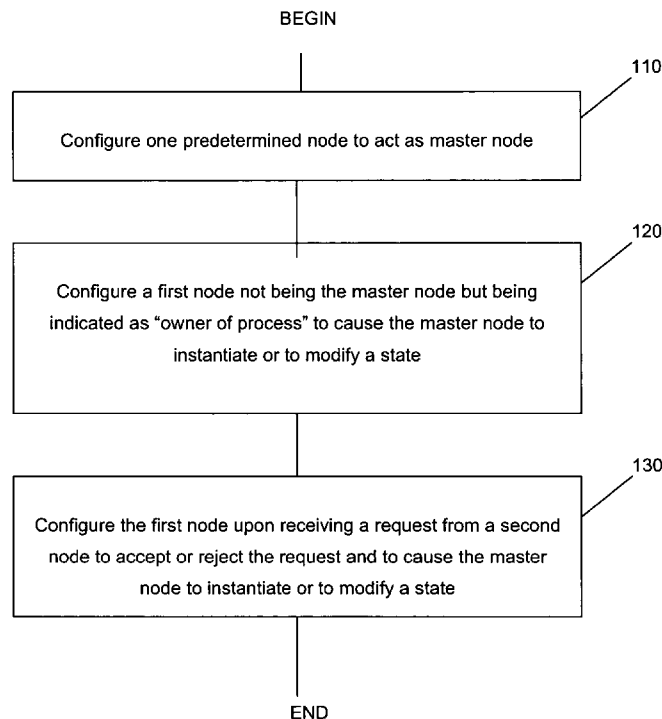 BEGIN
110
Configure one predetermined node to act as master node
120
Configure a first node not being the master node but being
indicated as “owner of process” to cause the master node to
instantiate or to modify a state
130
Configure the first node upon receiving a request from a second
node to accept or reject the request and to cause the master
node to instantiate or to modify a state
END